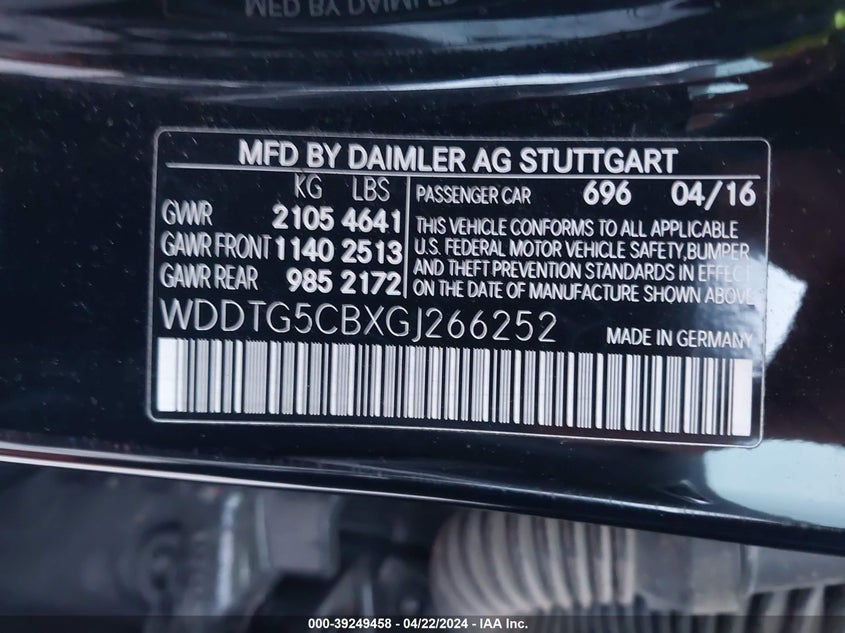 MFD BY DAIMLER AG STUTTGART
KG LBS
GVWR 2105 4641
GAWR FRONT 1140 2513
GAWR REAR 985 2172
PASSENGER CAR 696 04/16
THIS VEHICLE CONFORMS TO ALL APPLICABLE
U.S. FEDERAL MOTOR VEHICLE SAFETY,BUMPER
AND THEFT PREVENTION STANDARDS IN EFFECT
ON THE DATE OF MANUFACTURE SHOWN ABOVE.
WDDTG5CBXGJ266252
MADE IN GERMANY
000-39249458 - 04/22/2024 - IAA Inc.